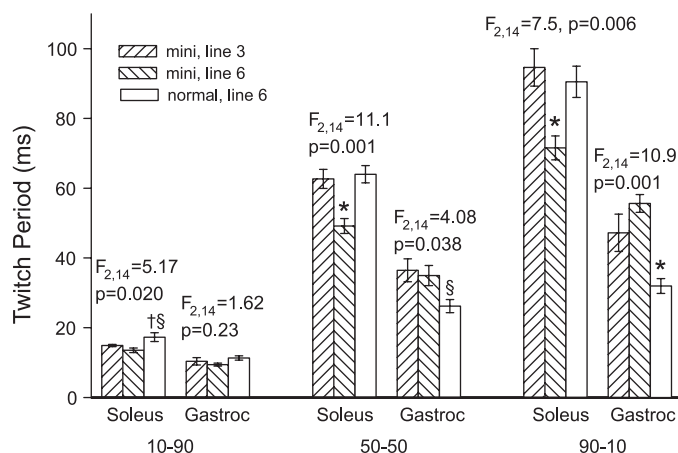 Twitch Period (ms)
100
80
60
40
20
0
mini, line 3
mini, line 6
normal, line 6
F2,14=5.17
p=0.020
†§
F2,14=1.62
p=0.23
F2,14=11.1
p=0.001
*
F2,14=4.08
p=0.038
§
F2,14=7.5, p=0.006
*
F2,14=10.9
p=0.001
*
Soleus Gastroc Soleus Gastroc Soleus Gastroc
10-90 50-50 90-10